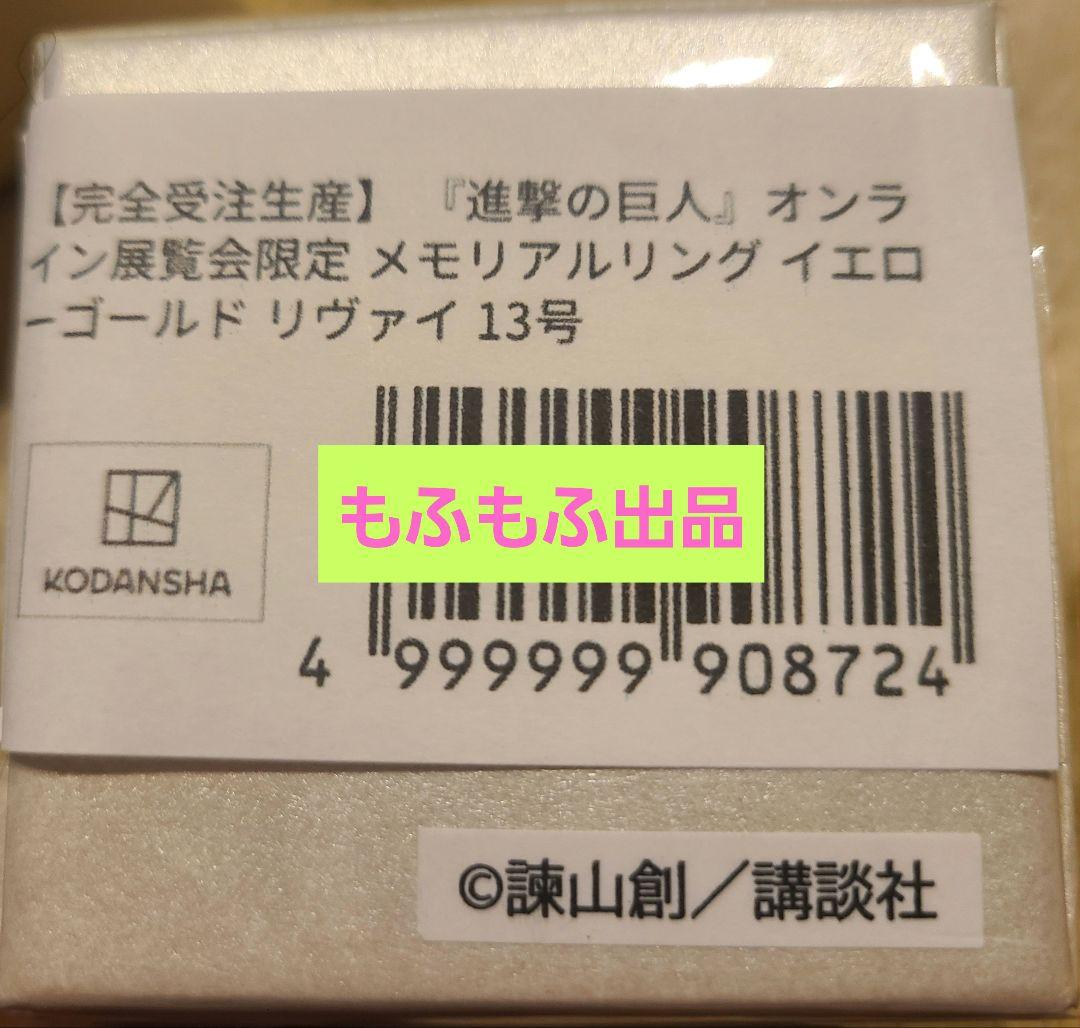 【完全受注生産】 『進撃の巨人』オンラ
イン展覧会限定 メモリアルリング イエロ
ーゴールド リヴァイ 13号
もふもふ出品
KODANSHA
4 999999 908724
©諫山創／講談社